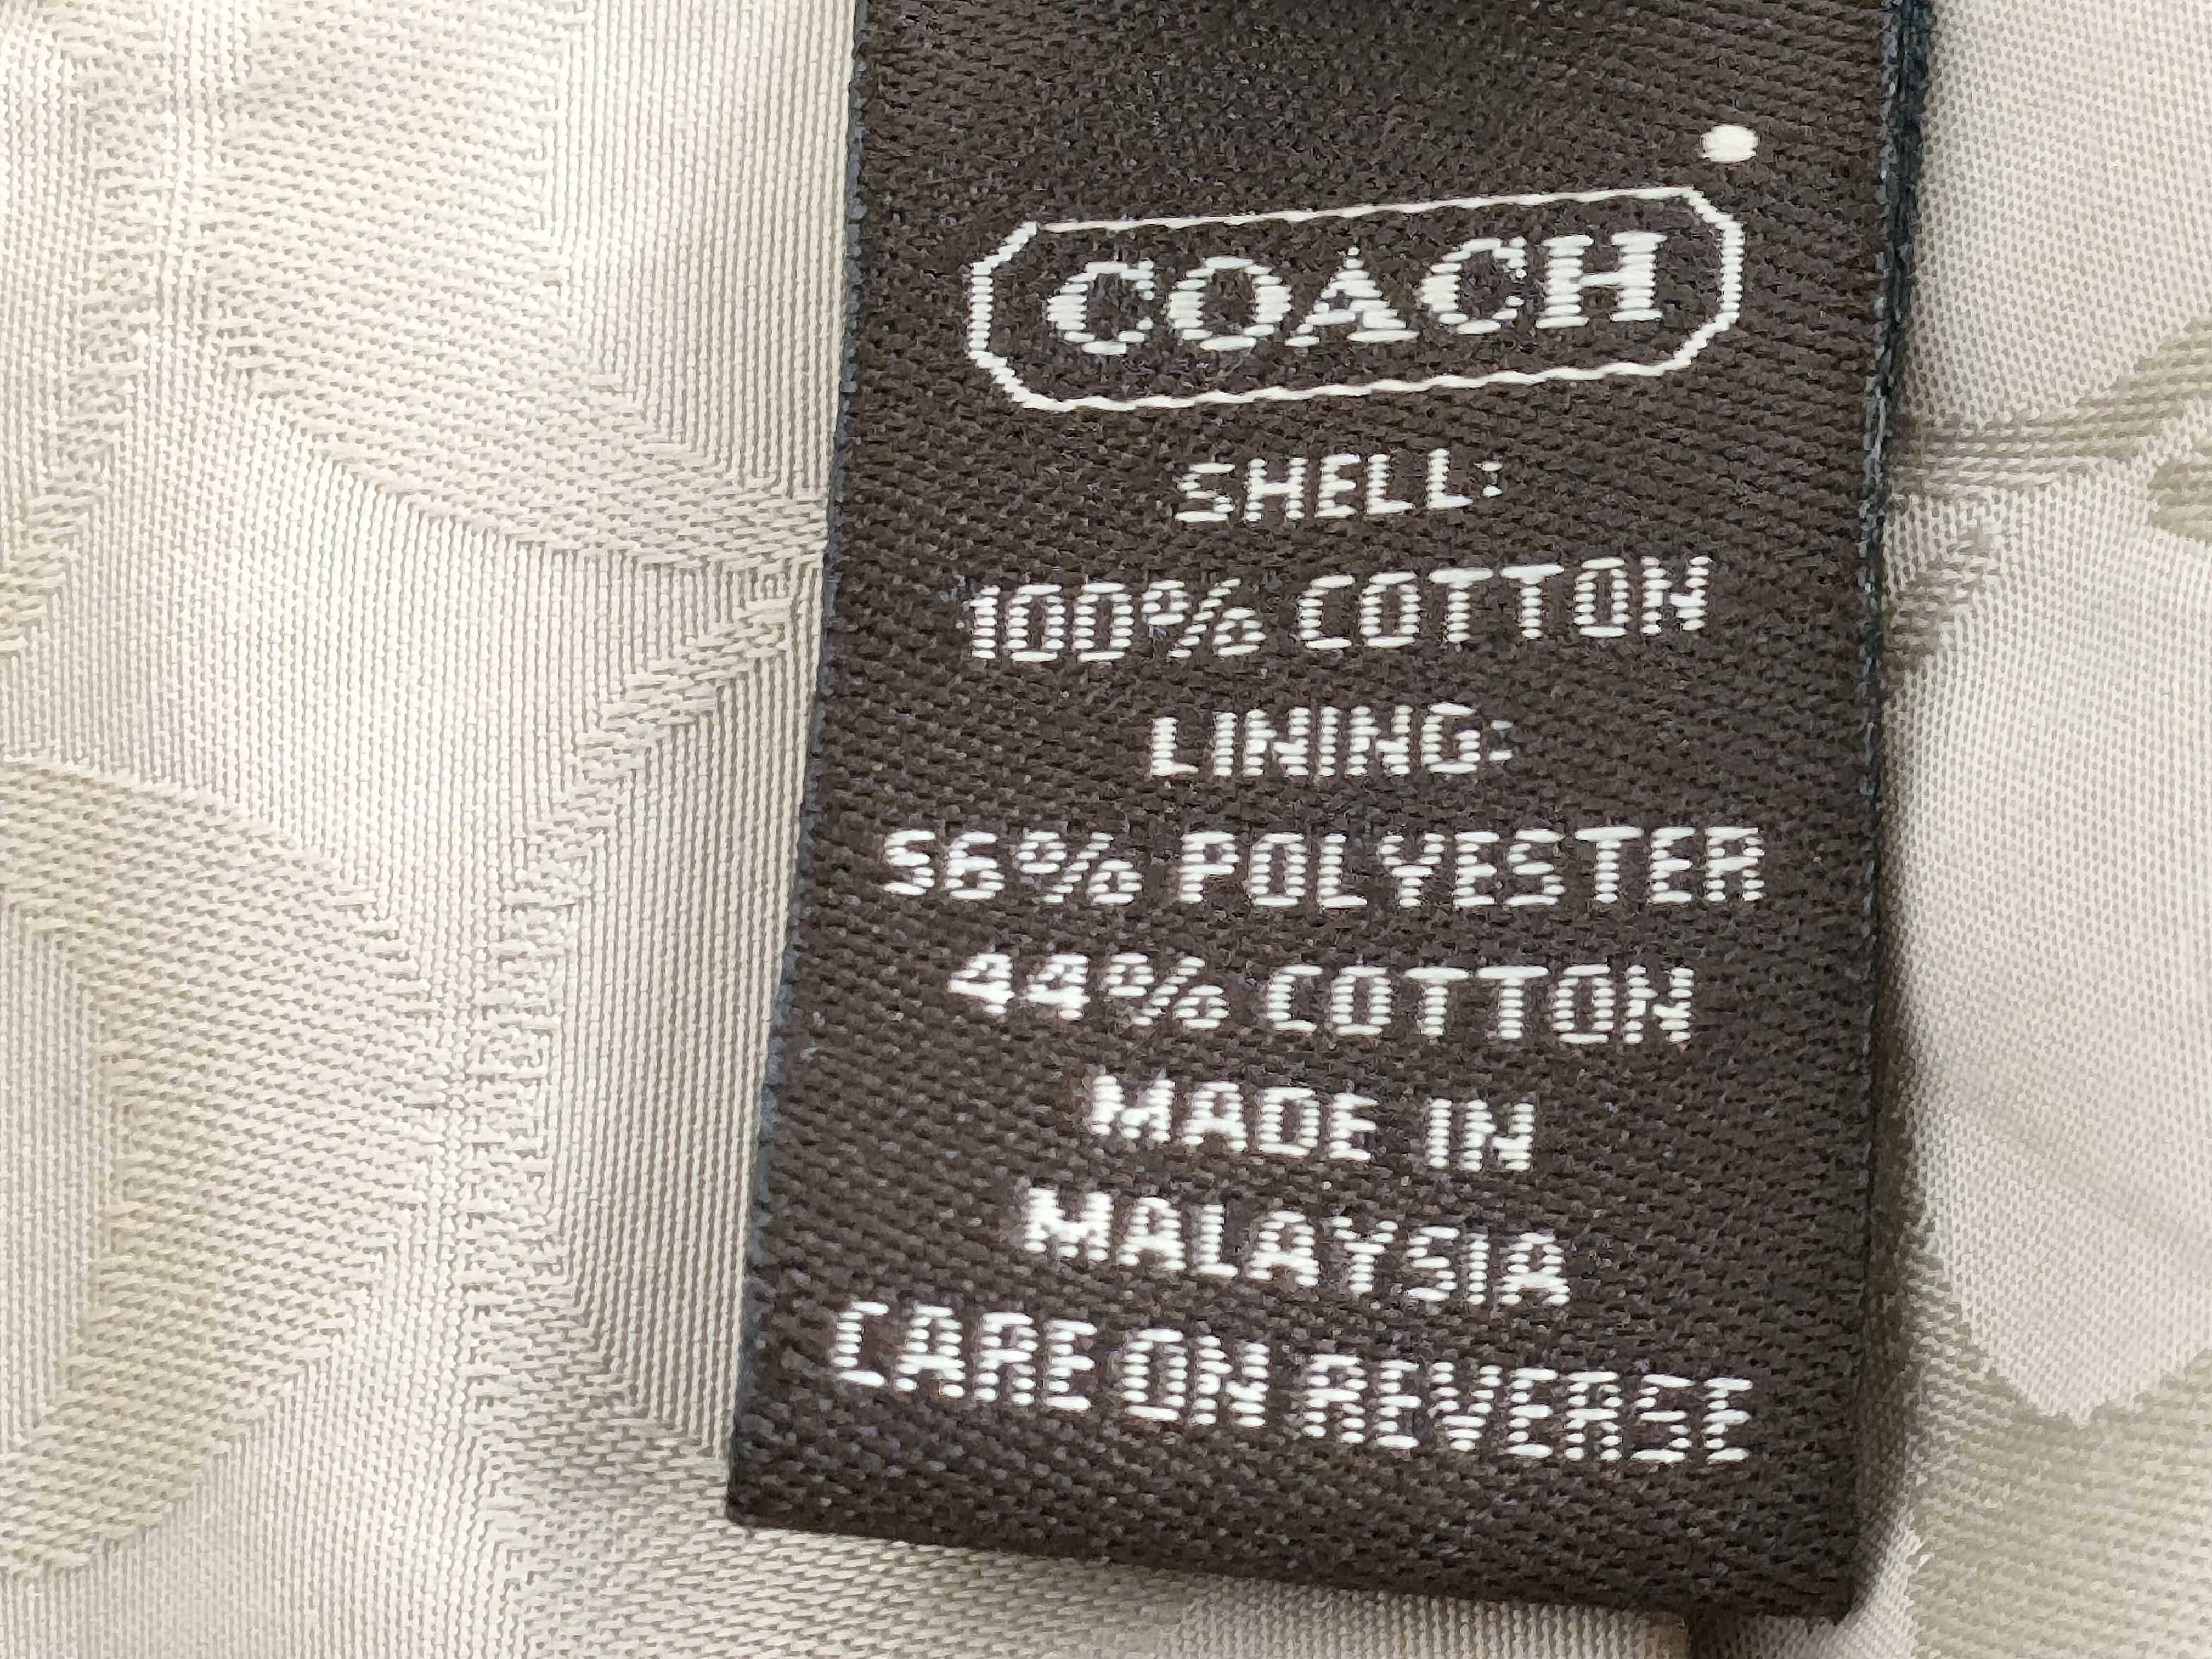 COACH
SHELL:
100% COTTON
LINING:
56% POLYESTER
44% COTTON
MADE IN
MALAYSIA
CARE ON REVERSE